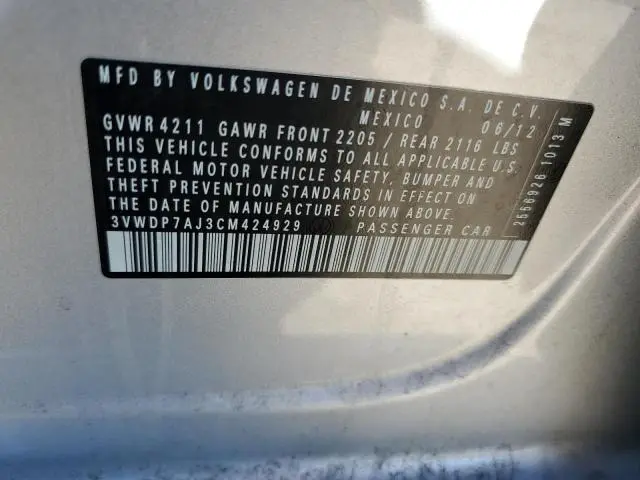 MFD BY VOLKSWAGEN DE MEXICO S.A. DE C.V.
MEXICO 06/12
GVWR 4211 GAWR FRONT 2205 / REAR 2116 LBS
THIS VEHICLE CONFORMS TO ALL APPLICABLE U.S.
FEDERAL MOTOR VEHICLE SAFETY, BUMPER AND
THEFT PREVENTION STANDARDS IN EFFECT ON
THE DATE OF MANUFACTURE SHOWN ABOVE.
3VWDP7AJ3CM424929 PASSENGER CAR
2556926 1013 M